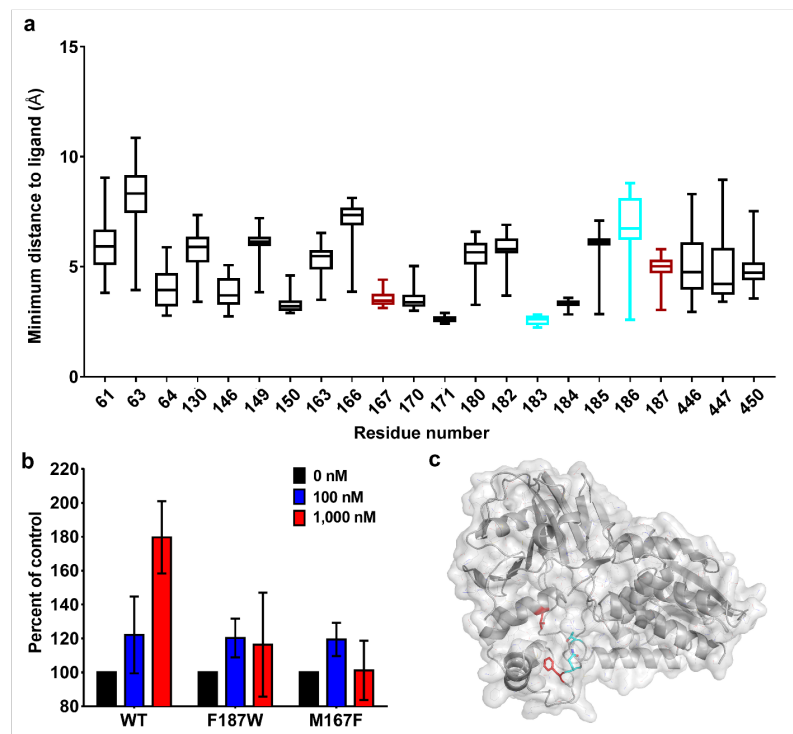 a
Minimum distance to ligand (Å)
15
10
5
0
61 63 64 130 146 149 150 163 166 167 170 171 180 182 183 184 185 186 187 446 447 450
Residue number
b
Percent of control
220
200
180
160
140
120
100
80
0 nM
100 nM
1,000 nM
WT F187W M167F
c